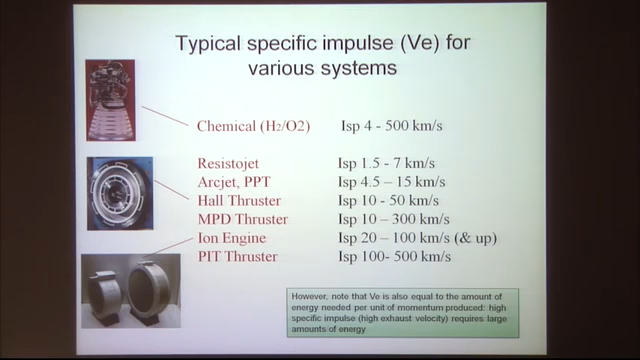 Typical specific impulse (Ve) for
various systems
Chemical (H2/O2) Isp 4 - 500 km/s
Resistojet Isp 1.5 - 7 km/s
Arcjet, PPT Isp 4.5 – 15 km/s
Hall Thruster Isp 10 - 50 km/s
MPD Thruster Isp 10 – 300 km/s
Ion Engine Isp 20 – 100 km/s (& up)
PIT Thruster Isp 100- 500 km/s
However, note that Ve is also equal to the amount of
energy needed per unit of momentum produced: high
specific impulse (high exhaust velocity) requires large
amounts of energy